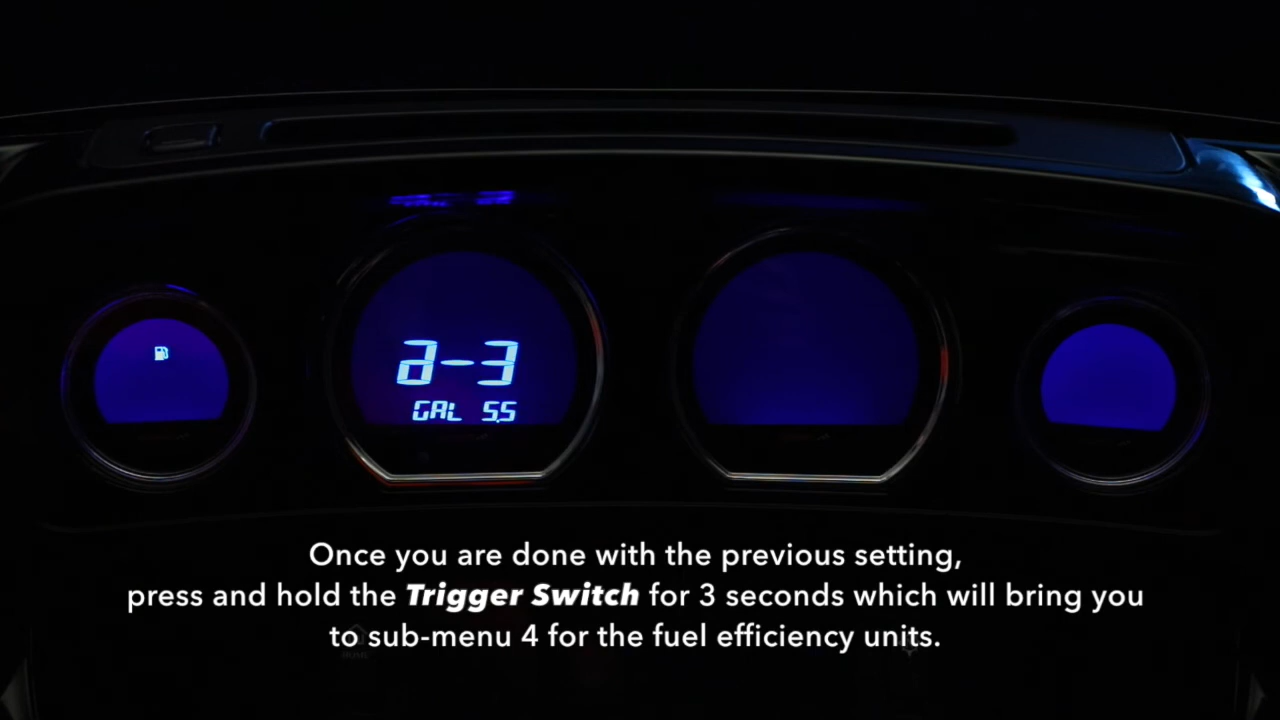 a-3
GAL 5.5
Once you are done with the previous setting,
press and hold the Trigger Switch for 3 seconds which will bring you
to sub-menu 4 for the fuel efficiency units.